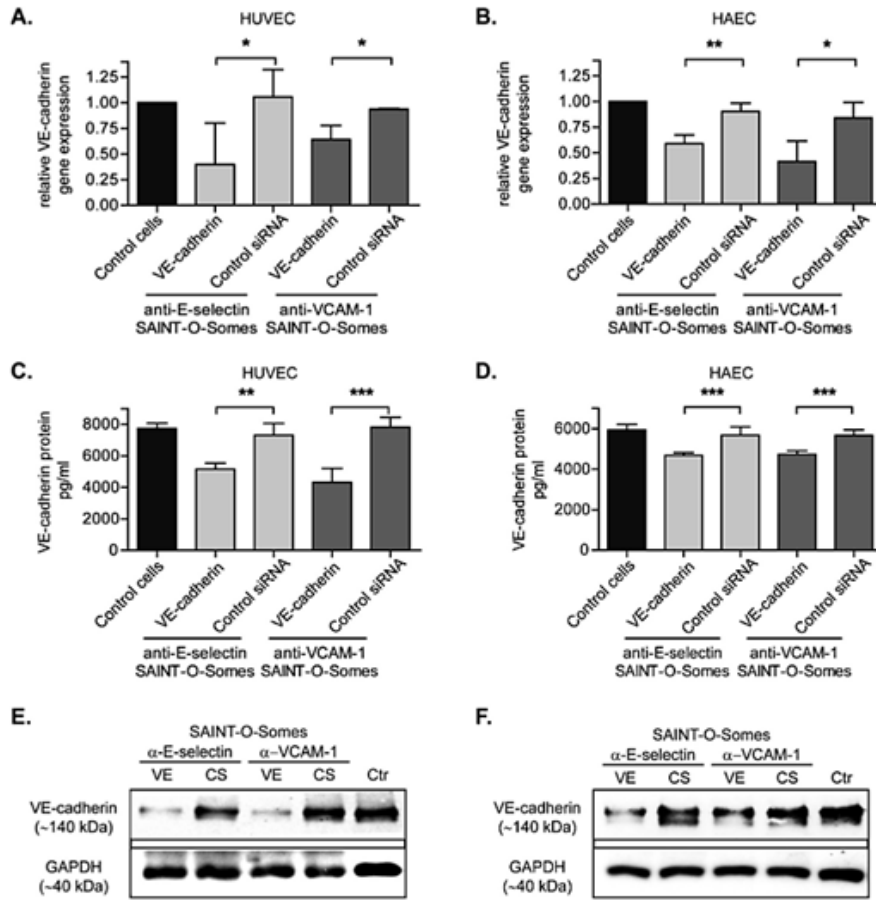 A.
HUVEC
* *
relative VE-cadherin
gene expression
1.25
1.00
0.75
0.50
0.25
0.00
Control cells
VE-cadherin
Control siRNA
VE-cadherin
Control siRNA
anti-E-selectin
SAINT-O-Somes
anti-VCAM-1
SAINT-O-Somes
B.
HAEC
** *
relative VE-cadherin
gene expression
1.25
1.00
0.75
0.50
0.25
0.00
Control cells
VE-cadherin
Control siRNA
VE-cadherin
Control siRNA
anti-E-selectin
SAINT-O-Somes
anti-VCAM-1
SAINT-O-Somes
C.
HUVEC
** ***
VE-cadherin protein
pg/ml
8000
6000
4000
2000
0
Control cells
VE-cadherin
Control siRNA
VE-cadherin
Control siRNA
anti-E-selectin
SAINT-O-Somes
anti-VCAM-1
SAINT-O-Somes
D.
HAEC
*** ***
VE-cadherin protein
pg/ml
6000
4000
2000
0
Control cells
VE-cadherin
Control siRNA
VE-cadherin
Control siRNA
anti-E-selectin
SAINT-O-Somes
anti-VCAM-1
SAINT-O-Somes
E.
SAINT-O-Somes
α-E-selectin α-VCAM-1
VE CS VE CS Ctr
VE-cadherin
(~140 kDa)
GAPDH
(~40 kDa)
F.
SAINT-O-Somes
α-E-selectin α-VCAM-1
VE CS VE CS Ctr
VE-cadherin
(~140 kDa)
GAPDH
(~40 kDa)